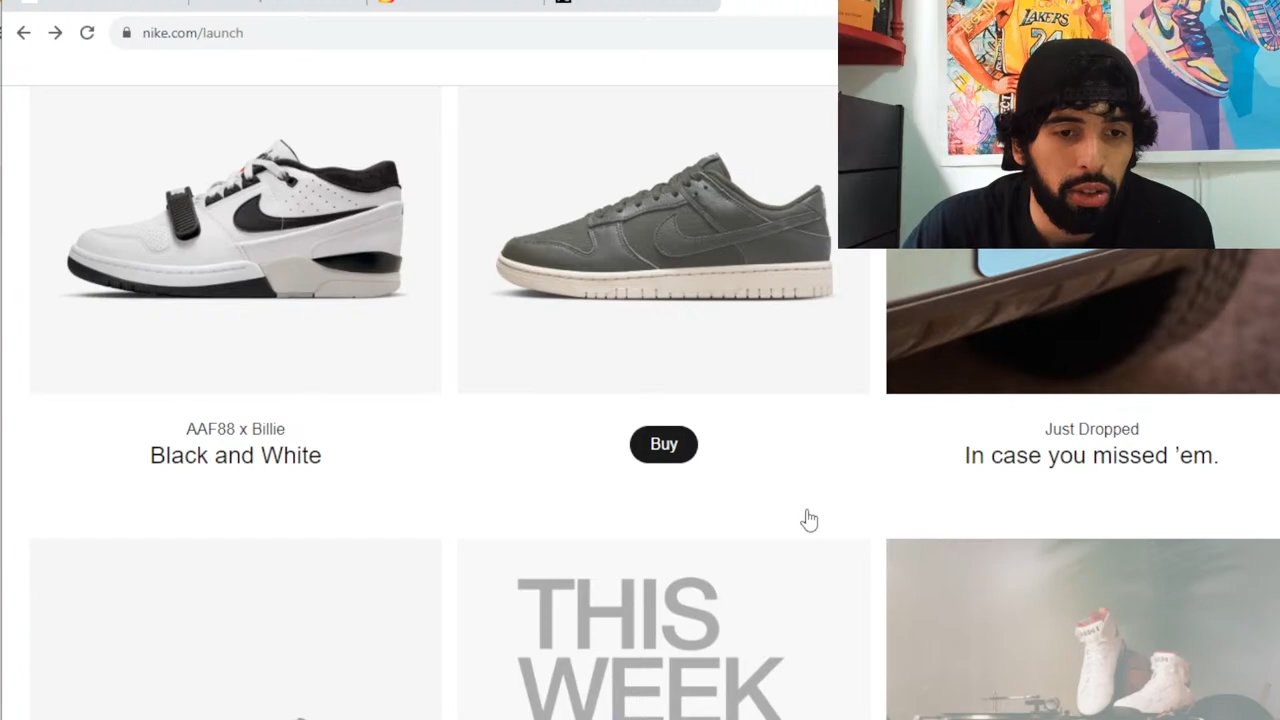 nike.com/launch
LAKERS
24
AAF88 x Billie
Black and White
Buy
Just Dropped
In case you missed ’em.
THIS
WEEK